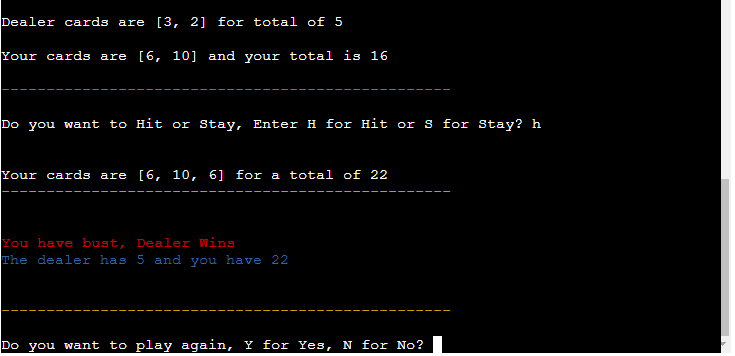 Dealer cards are [3, 2] for total of 5
Your cards are [6, 10] and your total is 16
--------------------------------------------------
Do you want to Hit or Stay, Enter H for Hit or S for Stay? h
Your cards are [6, 10, 6] for a total of 22
--------------------------------------------------
You have bust, Dealer Wins
The dealer has 5 and you have 22
--------------------------------------------------
Do you want to play again, Y for Yes, N for No?